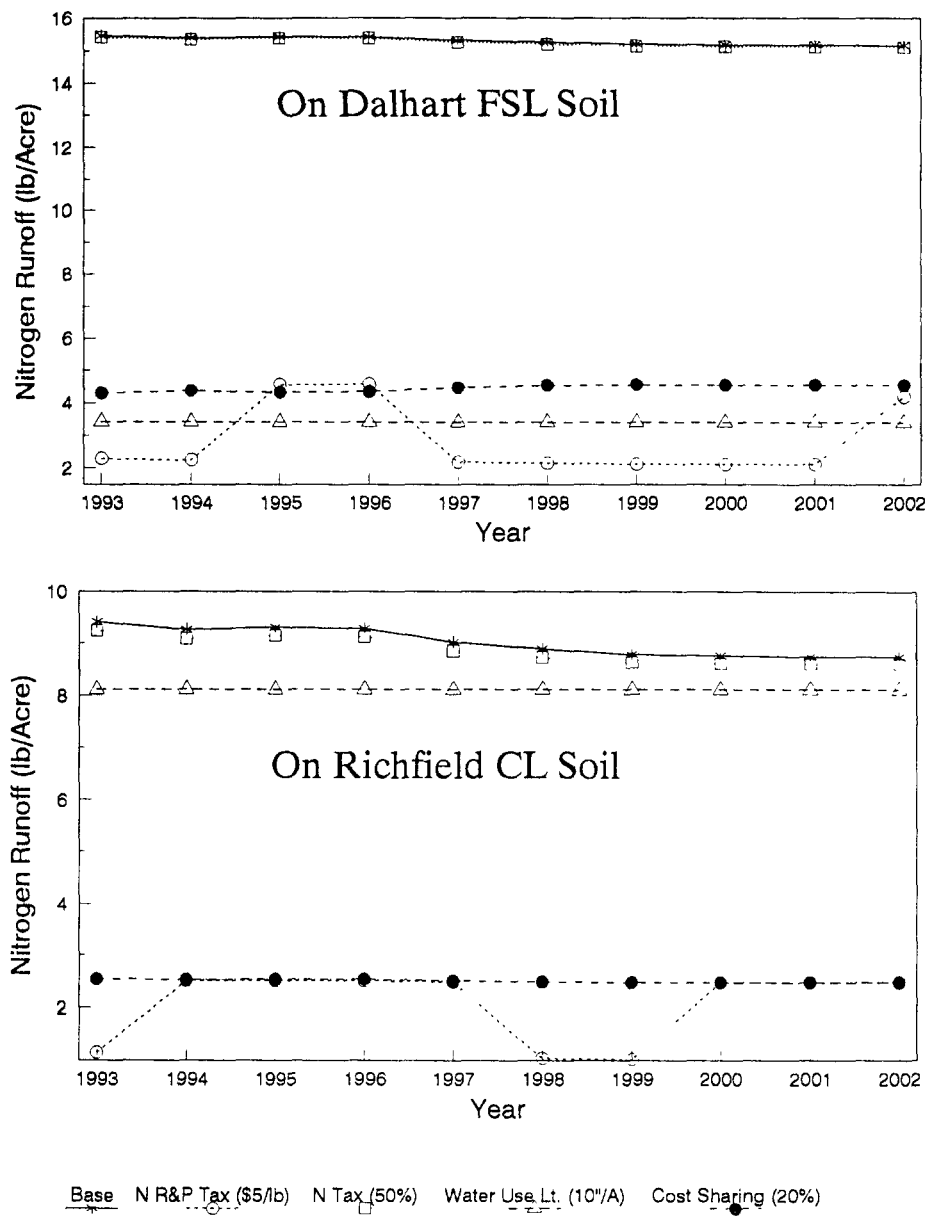 16
14
12
10
8
6
4
2
Nitrogen Runoff (lb/Acre)
On Dalhart FSL Soil
1993 1994 1995 1996 1997 1998 1999 2000 2001 2002
Year
10
8
6
4
2
Nitrogen Runoff (lb/Acre)
On Richfield CL Soil
1993 1994 1995 1996 1997 1998 1999 2000 2001 2002
Year
Base N R&P Tax ($5/lb) N Tax (50%) Water Use Lt. (10"/A) Cost Sharing (20%)